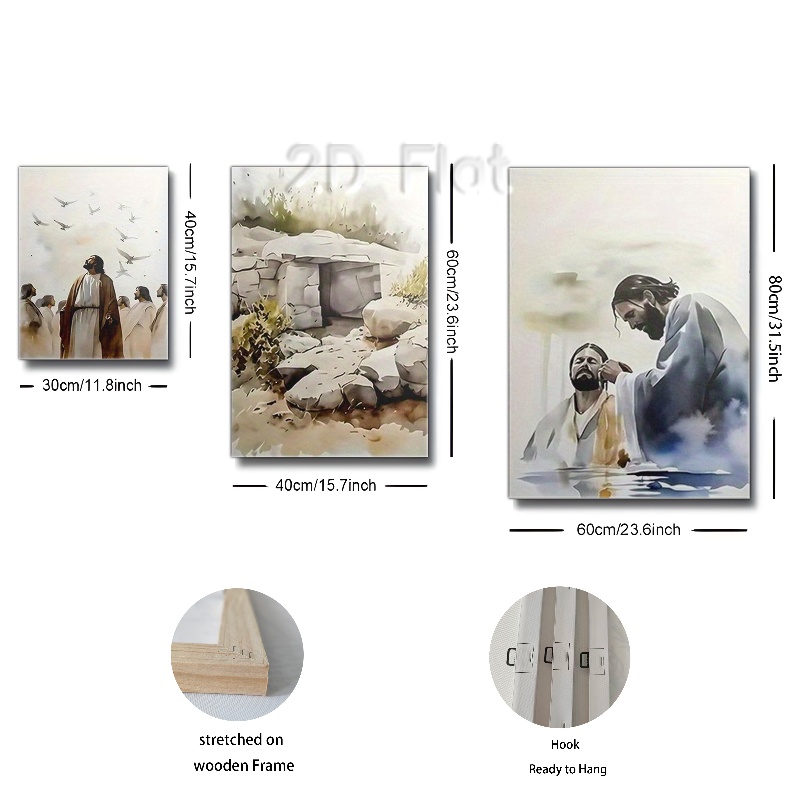 2D Flat
40cm/15.7inch
60cm/23.6inch
80cm/31.5inch
30cm/11.8inch
40cm/15.7inch
60cm/23.6inch
stretched on
wooden Frame
Hook
Ready to Hang